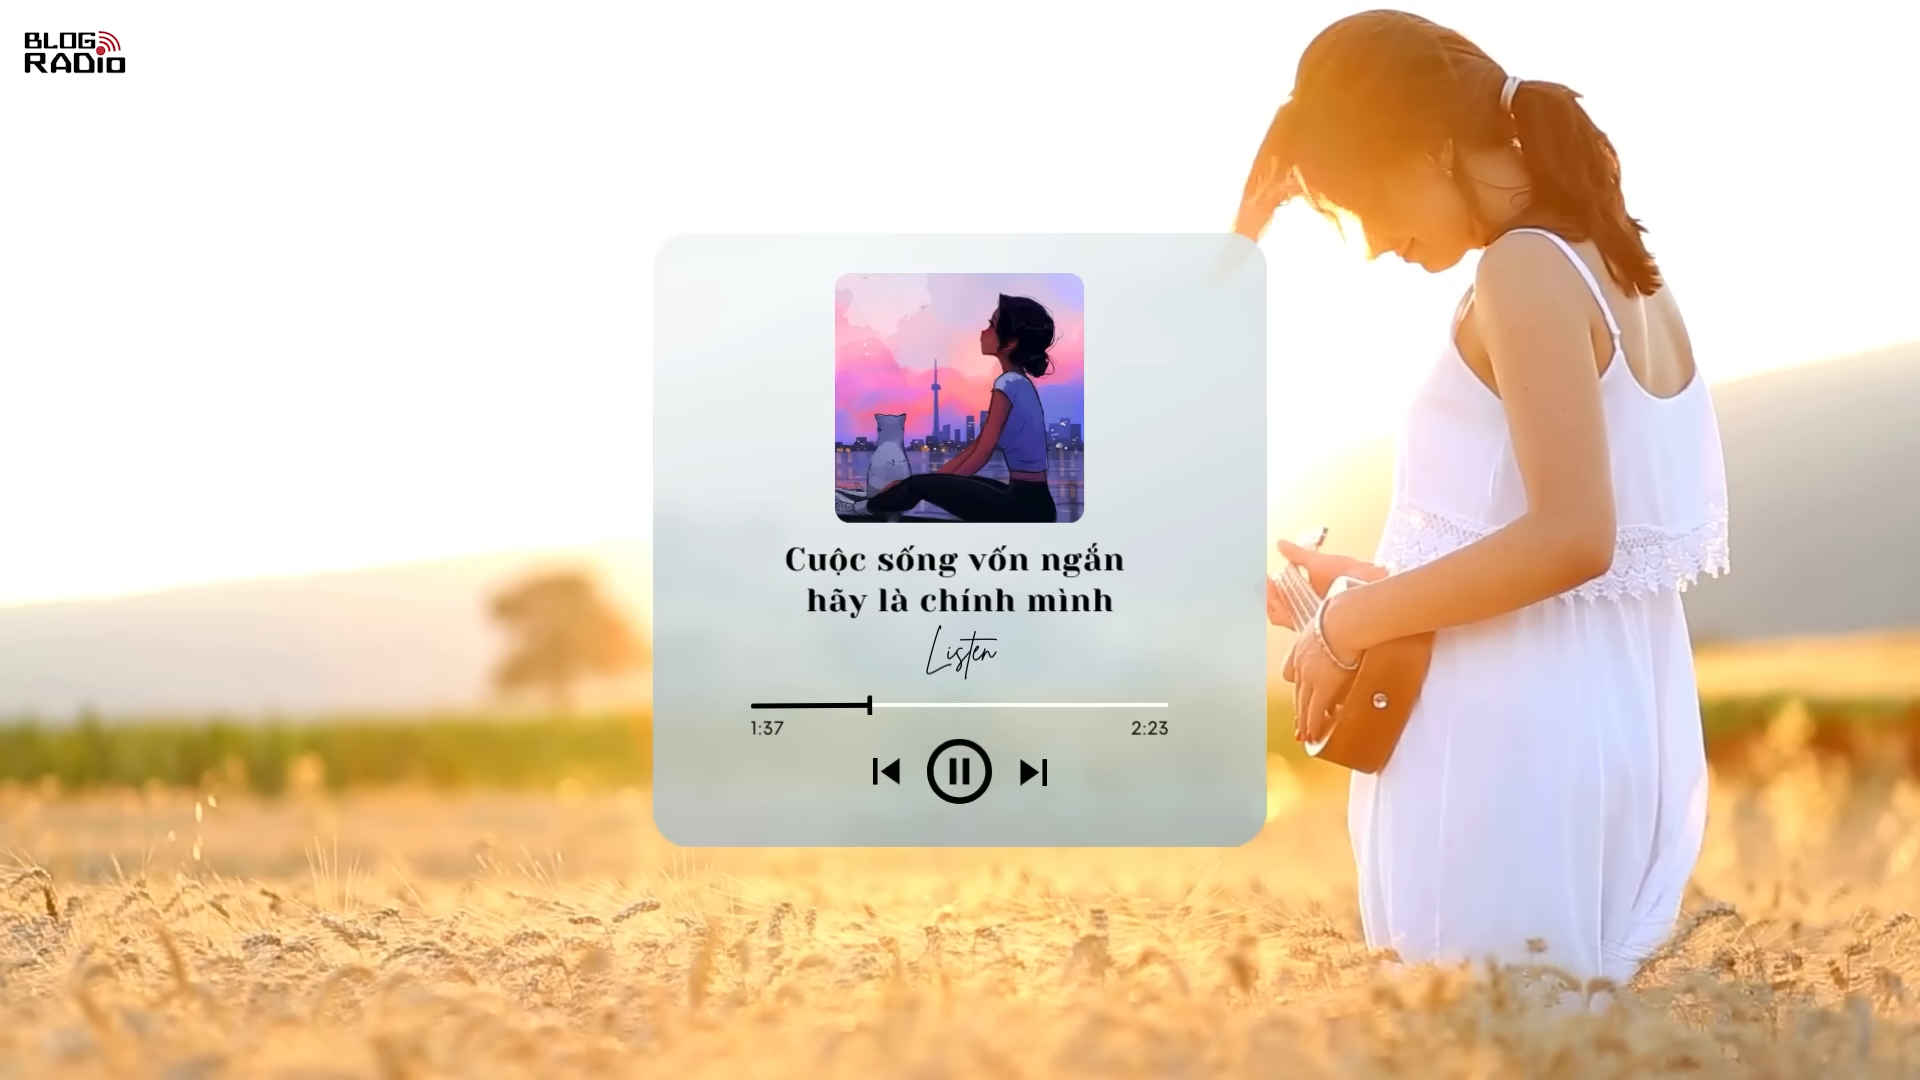 BLOG
RADiO
Cuộc sống vốn ngắn
hãy là chính mình
Listen
1:37
2:23